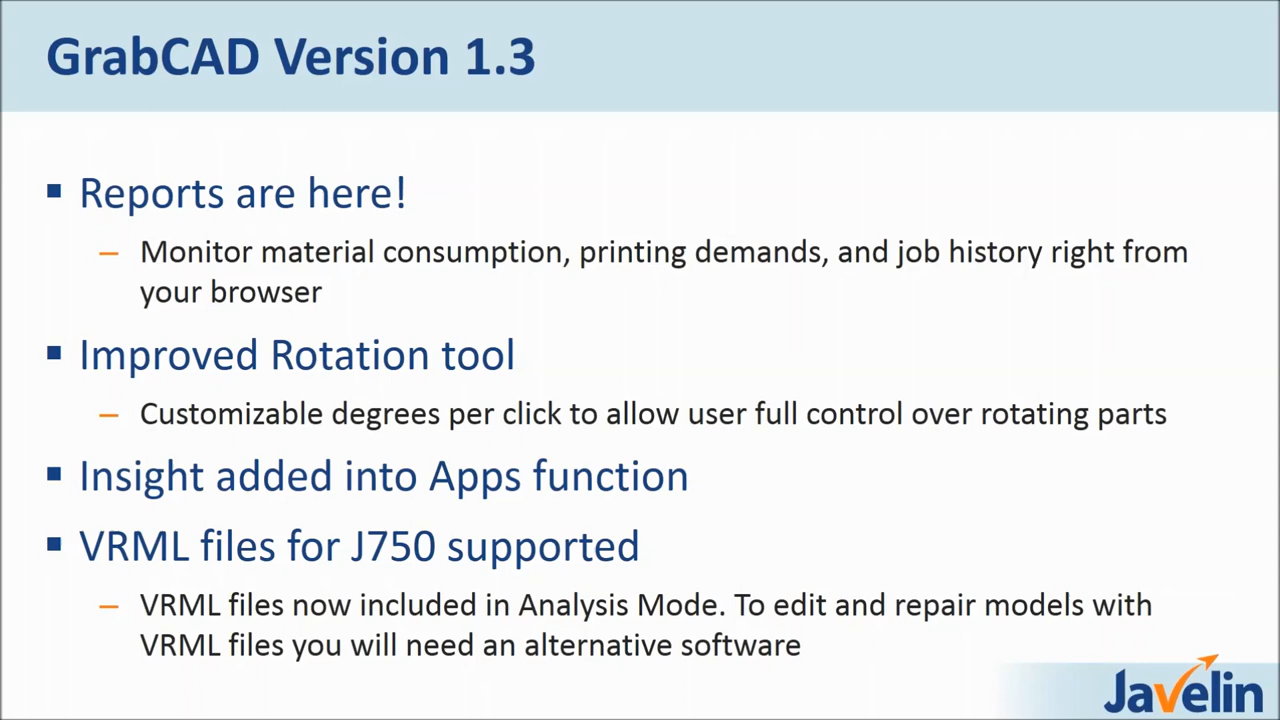 GrabCAD Version 1.3
▪ Reports are here!
– Monitor material consumption, printing demands, and job history right from
your browser
▪ Improved Rotation tool
– Customizable degrees per click to allow user full control over rotating parts
▪ Insight added into Apps function
▪ VRML files for J750 supported
– VRML files now included in Analysis Mode. To edit and repair models with
VRML files you will need an alternative software
Javelin